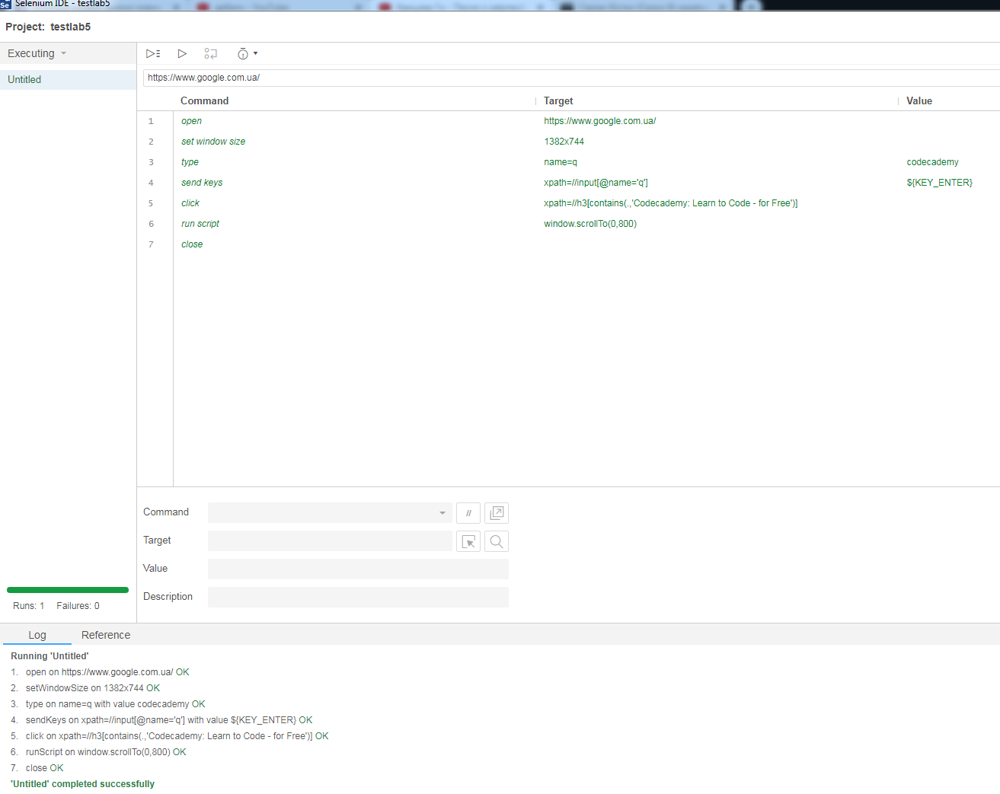 Se Selenium IDE - testlab5
Project: testlab5
Executing
Untitled
https://www.google.com.ua/
Command Target Value
1 open https://www.google.com.ua/
2 set window size 1382x744
3 type name=q codecademy
4 send keys xpath=//input[@name='q'] ${KEY_ENTER}
5 click xpath=//h3[contains(.,'Codecademy: Learn to Code - for Free')]
6 run script window.scrollTo(0,800)
7 close
Command //
Target
Value
Description
Runs: 1 Failures: 0
Log Reference
Running 'Untitled'
1. open on https://www.google.com.ua/ OK
2. setWindowSize on 1382x744 OK
3. type on name=q with value codecademy OK
4. sendKeys on xpath=//input[@name='q'] with value ${KEY_ENTER} OK
5. click on xpath=//h3[contains(.,'Codecademy: Learn to Code - for Free')] OK
6. runScript on window.scrollTo(0,800) OK
7. close OK
'Untitled' completed successfully